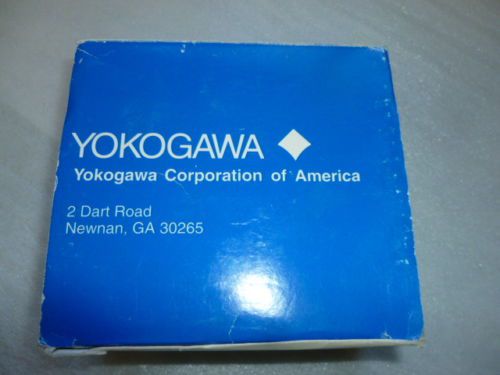 YOKOGAWA
Yokogawa Corporation of America
2 Dart Road
Newnan, GA 30265